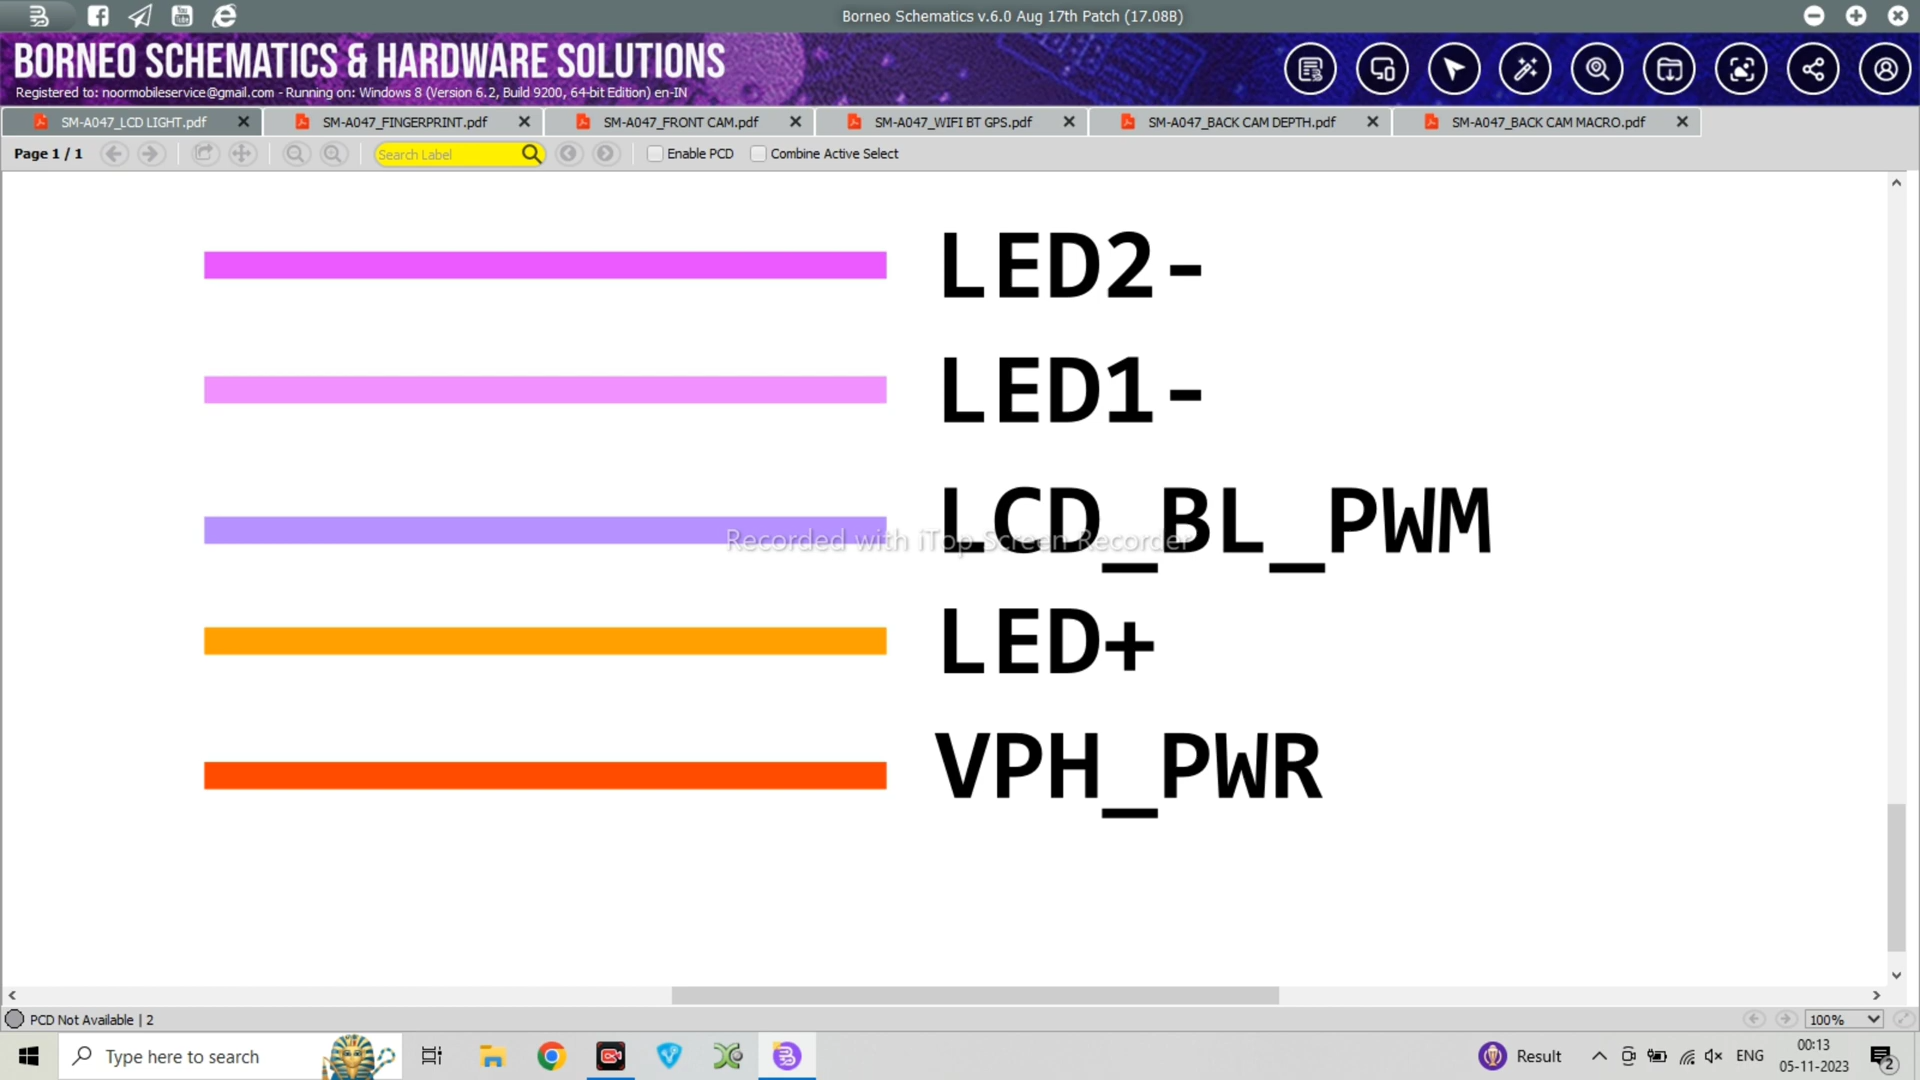 Borneo Schematics v.6.0 Aug 17th Patch (17.08B)
BORNEO SCHEMATICS & HARDWARE SOLUTIONS
Registered to: noormobileservice@gmail.com - Running on: Windows 8 (Version 6.2, Build 9200, 64-bit Edition) en-IN
SM-A047_LCD LIGHT.pdf SM-A047_FINGERPRINT.pdf SM-A047_FRONT CAM.pdf SM-A047_WIFI BT GPS.pdf SM-A047_BACK CAM DEPTH.pdf SM-A047_BACK CAM MACRO.pdf
Page 1 / 1 Search Label Enable PCD Combine Active Select
LED2-
LED1-
LCD_BL_PWM
Recorded with iTop Screen Recorder
LED+
VPH_PWR
PCD Not Available | 2 100%
Type here to search Result ENG 00:13
05-11-2023 2